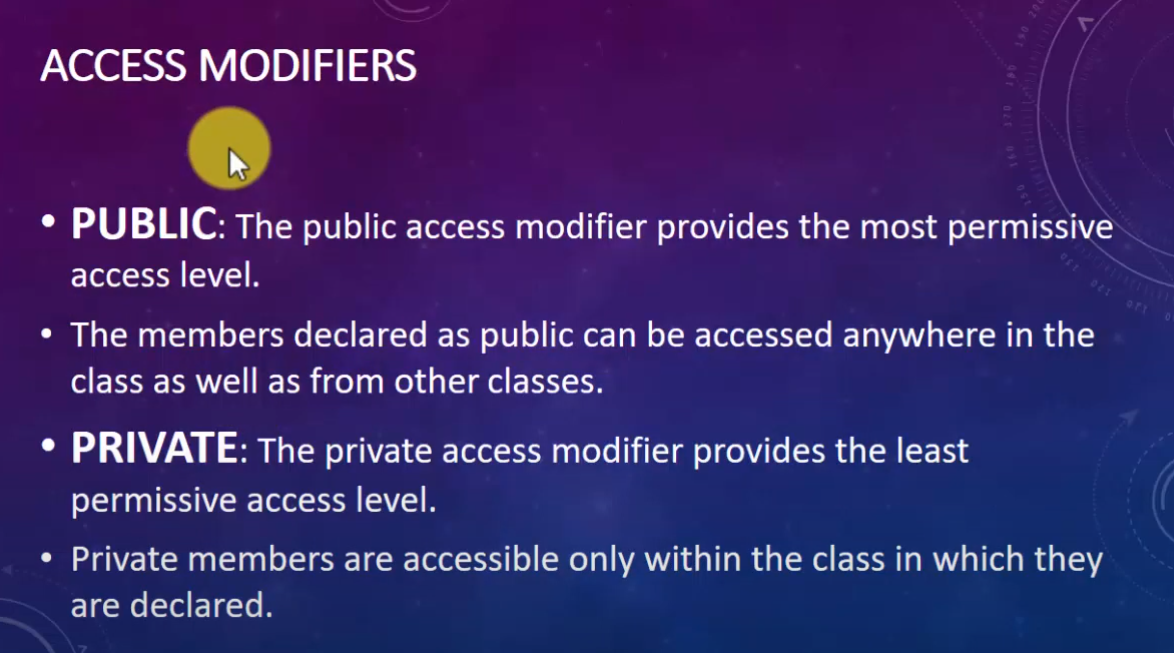 ACCESS MODIFIERS
• PUBLIC: The public access modifier provides the most permissive
access level.
• The members declared as public can be accessed anywhere in the
class as well as from other classes.
• PRIVATE: The private access modifier provides the least
permissive access level.
• Private members are accessible only within the class in which they
are declared.